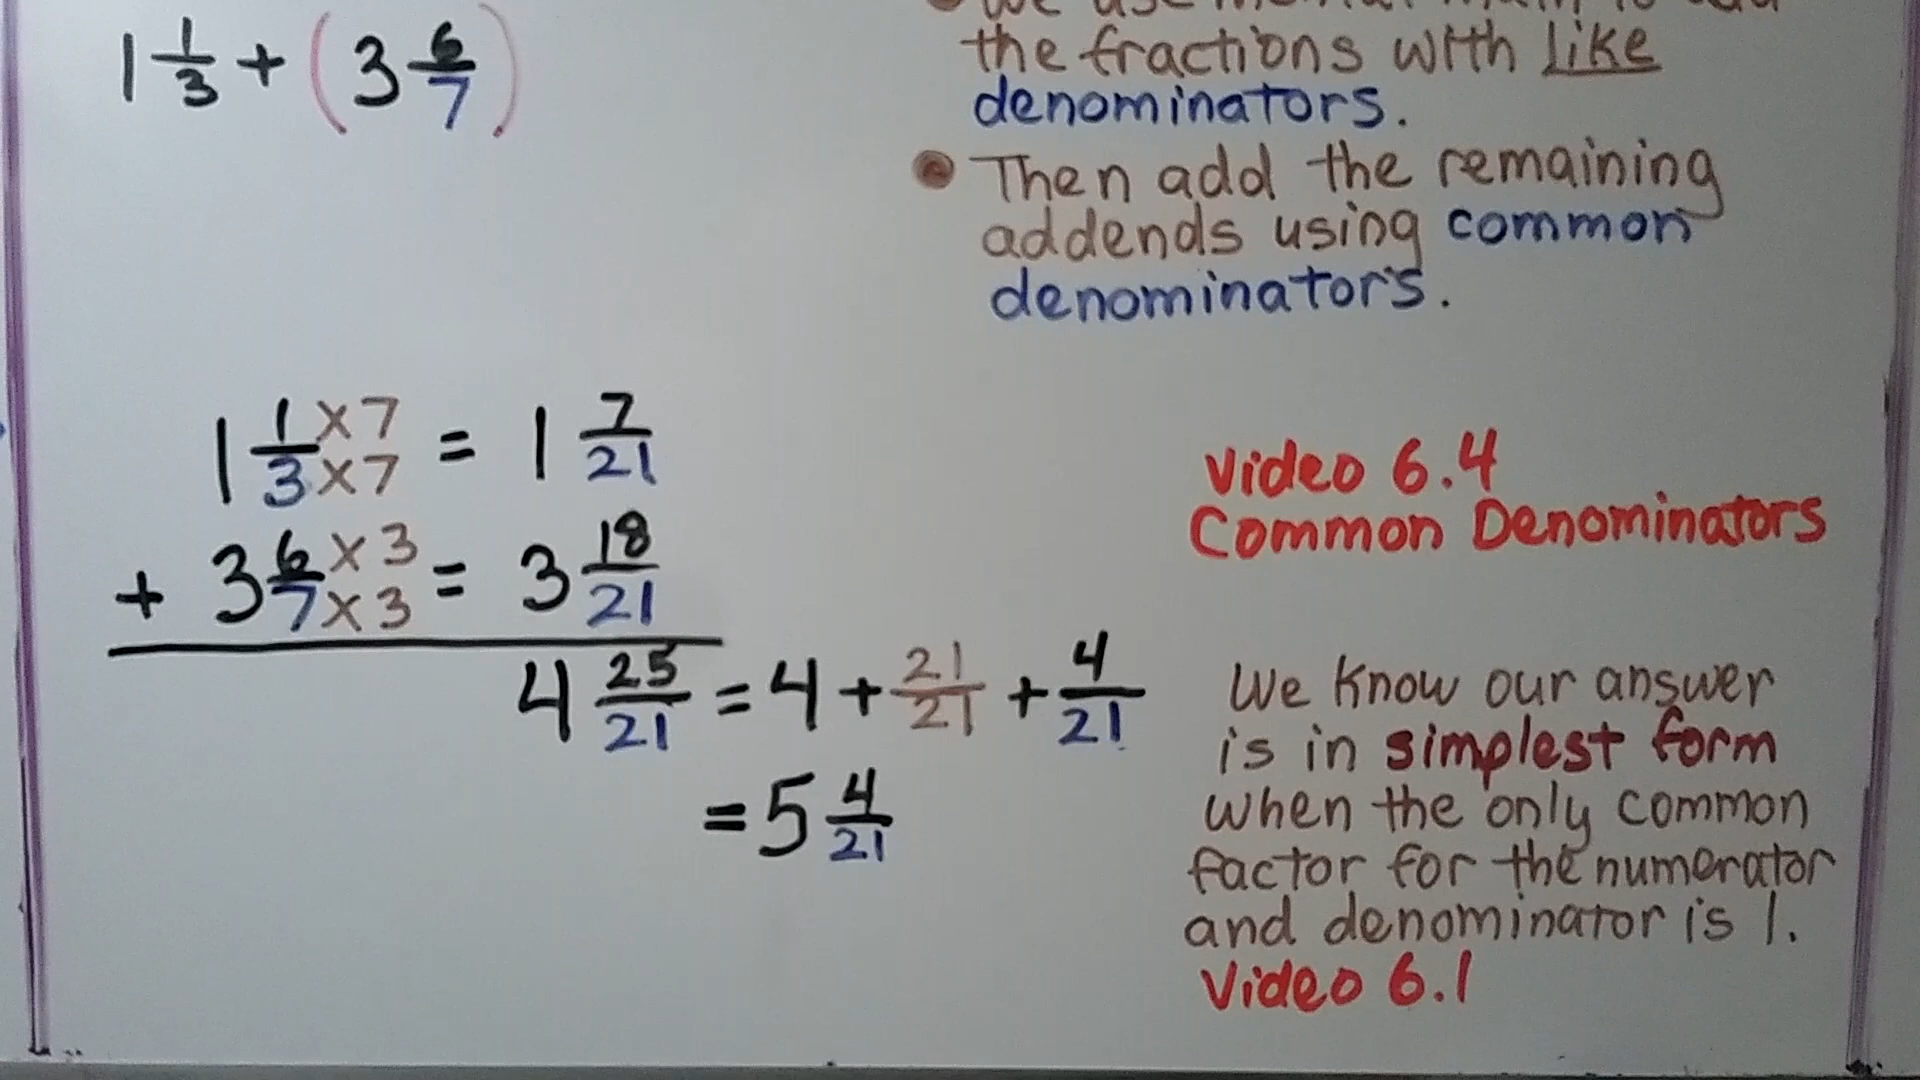 1 1/3 + (3 6/7)
the fractions with like
denominators.
• Then add the remaining
addends using common
denominators.
1 1/3 ×7/×7 = 1 7/21
+ 3 6/7 ×3/×3 = 3 18/21
4 25/21 = 4 + 21/21 + 4/21
= 5 4/21
Video 6.4
Common Denominators
We know our answer
is in simplest form
when the only common
factor for the numerator
and denominator is 1.
Video 6.1